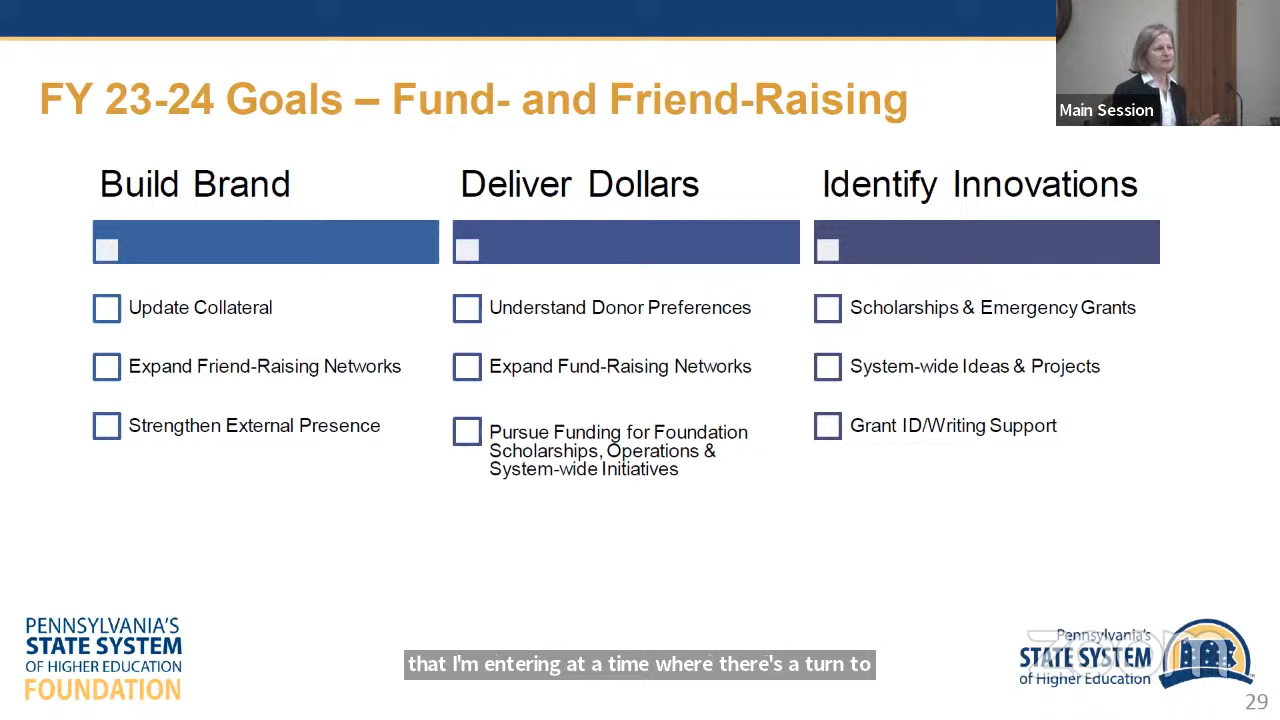 FY 23-24 Goals – Fund- and Friend-Raising
Main Session
Build Brand
Update Collateral
Expand Friend-Raising Networks
Strengthen External Presence
Deliver Dollars
Understand Donor Preferences
Expand Fund-Raising Networks
Pursue Funding for Foundation
Scholarships, Operations &
System-wide Initiatives
Identify Innovations
Scholarships & Emergency Grants
System-wide Ideas & Projects
Grant ID/Writing Support
PENNSYLVANIA'S
STATE SYSTEM
OF HIGHER EDUCATION
FOUNDATION
that I'm entering at a time where there's a turn to
Pennsylvania's
STATE SYSTEM
of Higher Education
zoom
29